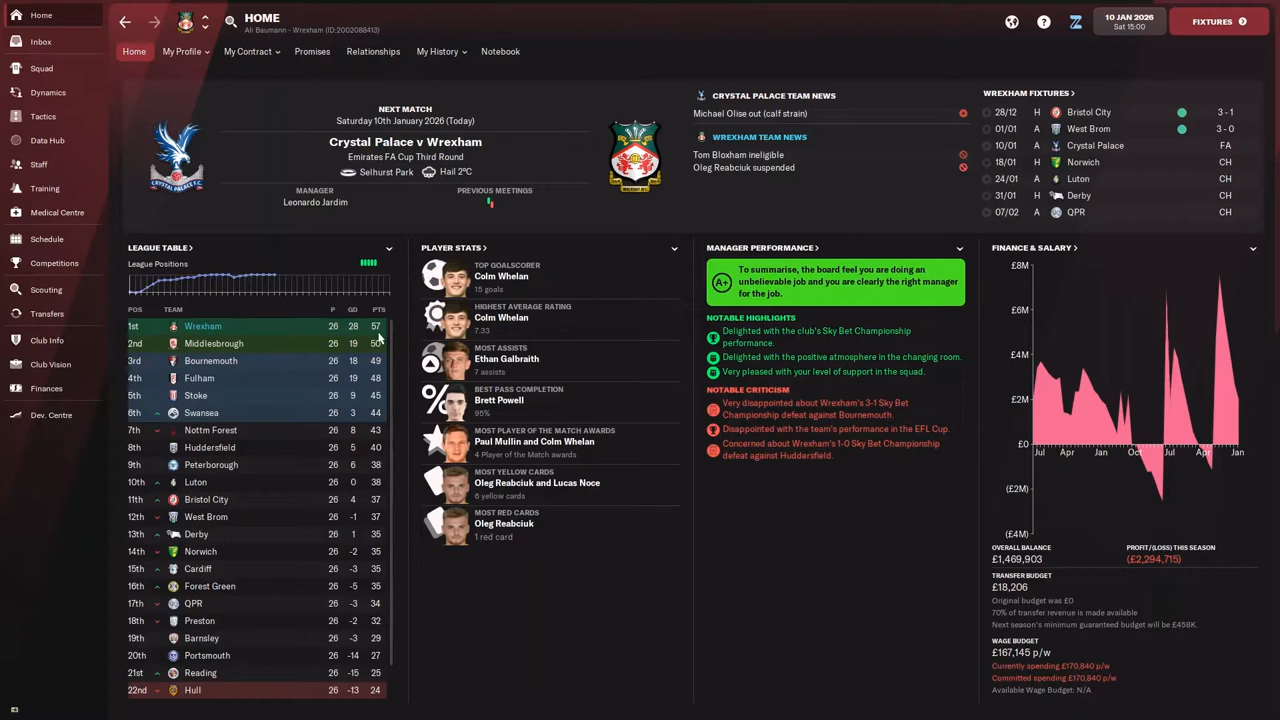 Home
HOME
Ali Baumann - Wrexham (ID:2002088413)
10 JAN 2026
Sat 15:00
FIXTURES
Inbox
Squad
Dynamics
Tactics
Data Hub
Staff
Training
Medical Centre
Schedule
Competitions
Scouting
Transfers
Club Info
Club Vision
Finances
Dev. Centre
Home My Profile My Contract Promises Relationships My History Notebook
NEXT MATCH
Saturday 10th January 2026 (Today)
Crystal Palace v Wrexham
Emirates FA Cup Third Round
Selhurst Park Hail 2°C
MANAGER
Leonardo Jardim
PREVIOUS MEETINGS
CRYSTAL PALACE TEAM NEWS
Michael Olise out (calf strain)
WREXHAM TEAM NEWS
Tom Bloxham ineligible
Oleg Reabciuk suspended
WREXHAM FIXTURES
28/12 H Bristol City 3 - 1
01/01 A West Brom 3 - 0
10/01 A Crystal Palace FA
18/01 H Norwich CH
24/01 A Luton CH
31/01 H Derby CH
07/02 A QPR CH
LEAGUE TABLE
League Positions
POS TEAM P GD PTS
1st Wrexham 26 28 57
2nd Middlesbrough 26 19 50
3rd Bournemouth 26 18 49
4th Fulham 26 19 48
5th Stoke 26 9 45
6th Swansea 26 3 44
7th Nottm Forest 26 8 43
8th Huddersfield 26 5 40
9th Peterborough 26 6 38
10th Luton 26 0 38
11th Bristol City 26 4 37
12th West Brom 26 -1 37
13th Derby 26 1 35
14th Norwich 26 -2 35
15th Cardiff 26 -3 35
16th Forest Green 26 -5 35
17th QPR 26 -3 34
18th Preston 26 -2 32
19th Barnsley 26 -3 29
20th Portsmouth 26 -14 27
21st Reading 26 -15 25
22nd Hull 26 -13 24
PLAYER STATS
TOP GOALSCORER
Colm Whelan
15 goals
HIGHEST AVERAGE RATING
Colm Whelan
7.33
MOST ASSISTS
Ethan Galbraith
7 assists
BEST PASS COMPLETION
Brett Powell
95%
MOST PLAYER OF THE MATCH AWARDS
Paul Mullin and Colm Whelan
4 Player of the Match awards
MOST YELLOW CARDS
Oleg Reabciuk and Lucas Noce
6 yellow cards
MOST RED CARDS
Oleg Reabciuk
1 red card
MANAGER PERFORMANCE
A+
To summarise, the board feel you are doing an
unbelievable job and you are clearly the right manager
for the job.
NOTABLE HIGHLIGHTS
Delighted with the club's Sky Bet Championship
performance.
Delighted with the positive atmosphere in the changing room.
Very pleased with your level of support in the squad.
NOTABLE CRITICISM
Very disappointed about Wrexham's 3-1 Sky Bet
Championship defeat against Bournemouth.
Disappointed with the team's performance in the EFL Cup.
Concerned about Wrexham's 1-0 Sky Bet Championship
defeat against Huddersfield.
FINANCE & SALARY
£8M
£6M
£4M
£2M
£0
Jul Apr Jan Oct Jul Apr Jan
(£2M)
(£4M)
OVERALL BALANCE
£1,469,903
PROFIT/(LOSS) THIS SEASON
(£2,294,715)
TRANSFER BUDGET
£18,206
Original budget was £0
70% of transfer revenue is made available
Next season's minimum guaranteed budget will be £458K.
WAGE BUDGET
£167,145 p/w
Currently spending £170,840 p/w
Committed spending £170,840 p/w
Available Wage Budget: N/A